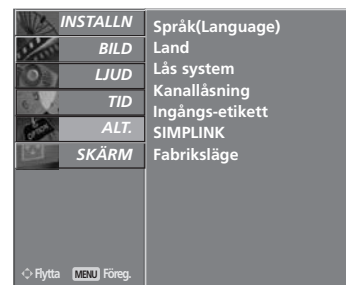 INSTALLN
BILD
LJUD
TID
ALT.
SKÄRM
Flytta MENU Föreg.
Språk(Language)
Land
Lås system
Kanallåsning
Ingångs-etikett
SIMPLINK
Fabriksläge